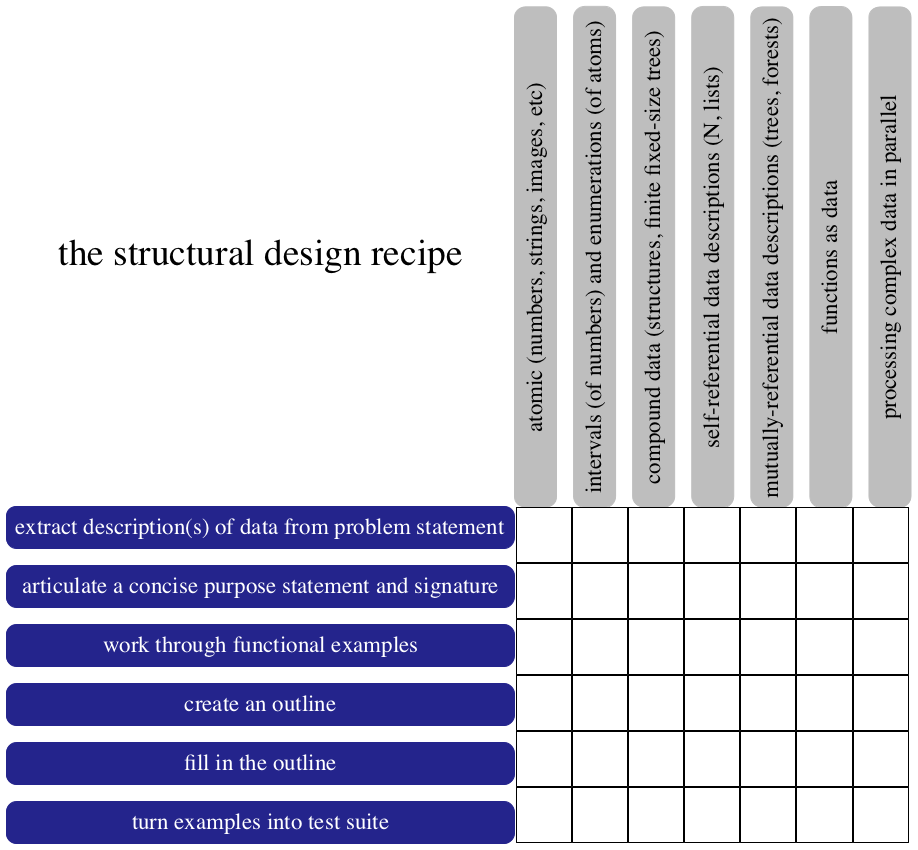 atomic (numbers, strings, images, etc)
intervals (of numbers) and enumerations (of atoms)
compound data (structures, finite fixed-size trees)
self-referential data descriptions (N, lists)
mutually-referential data descriptions (trees, forests)
functions as data
processing complex data in parallel
the structural design recipe
extract description(s) of data from problem statement
articulate a concise purpose statement and signature
work through functional examples
create an outline
fill in the outline
turn examples into test suite